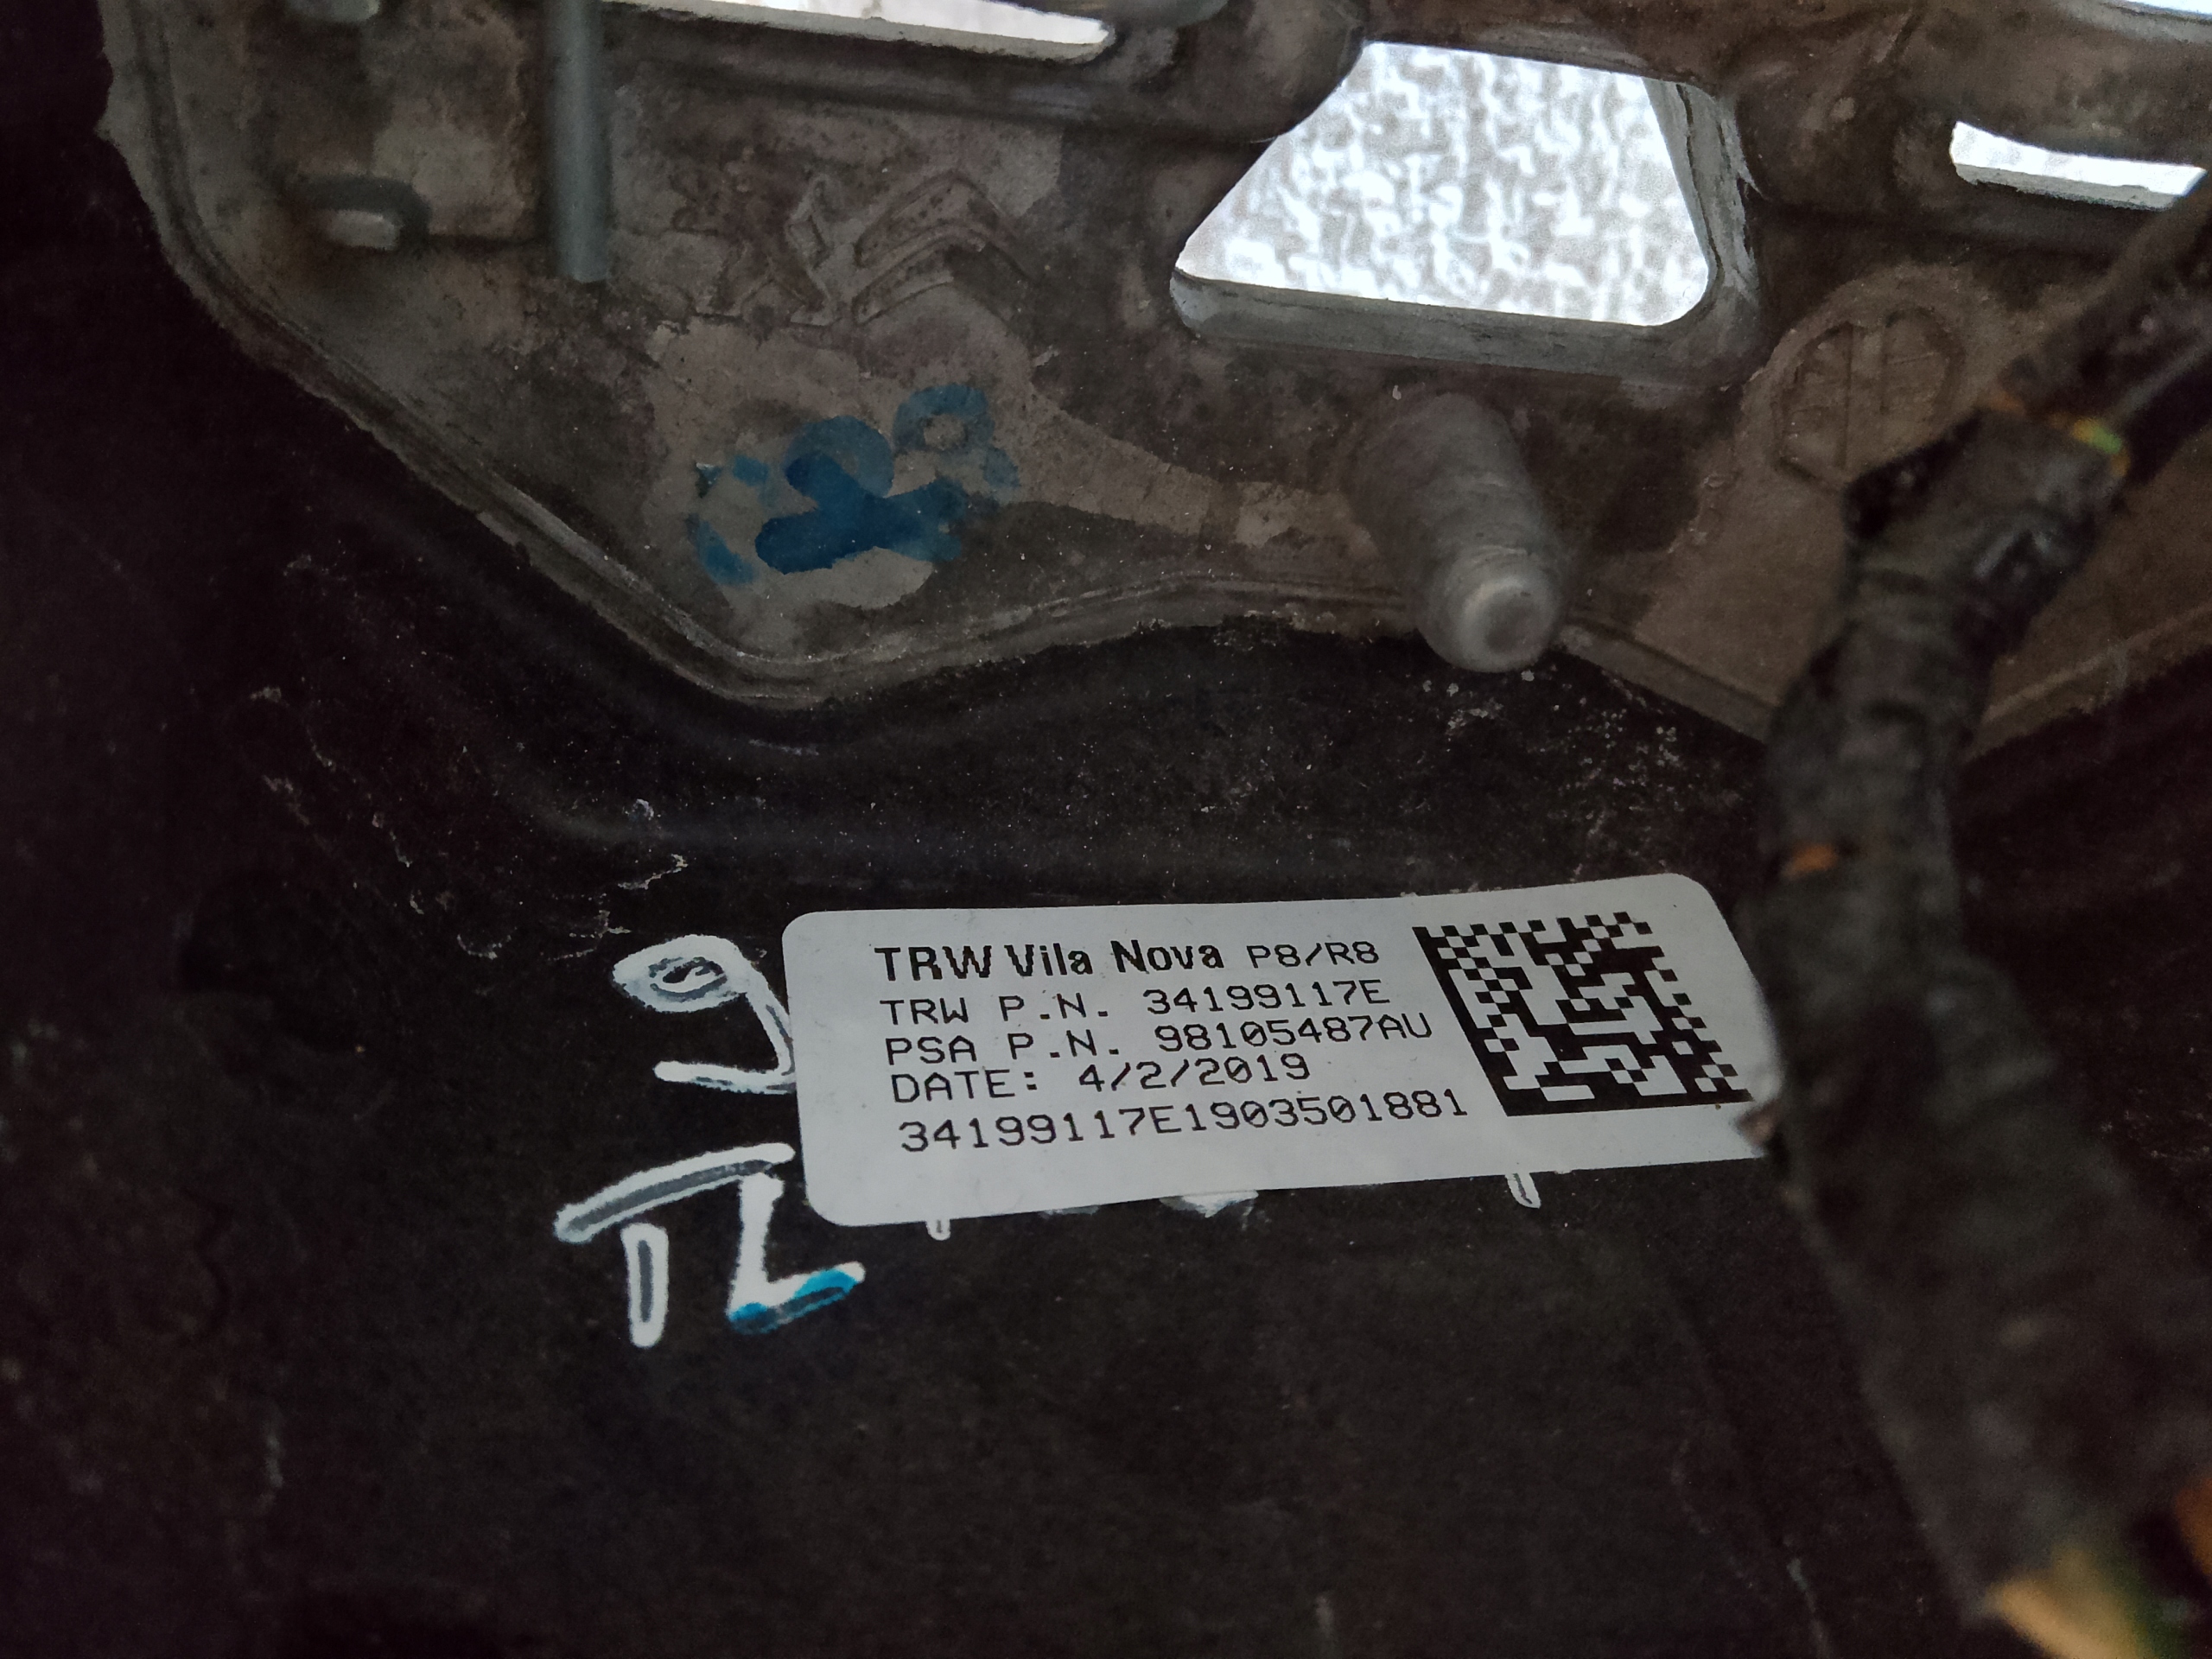 TRW Vila Nova P8/R8
TRW P.N. 34199117E
PSA P.N. 98105487AU
DATE: 4/2/2019
34199117E1903501881